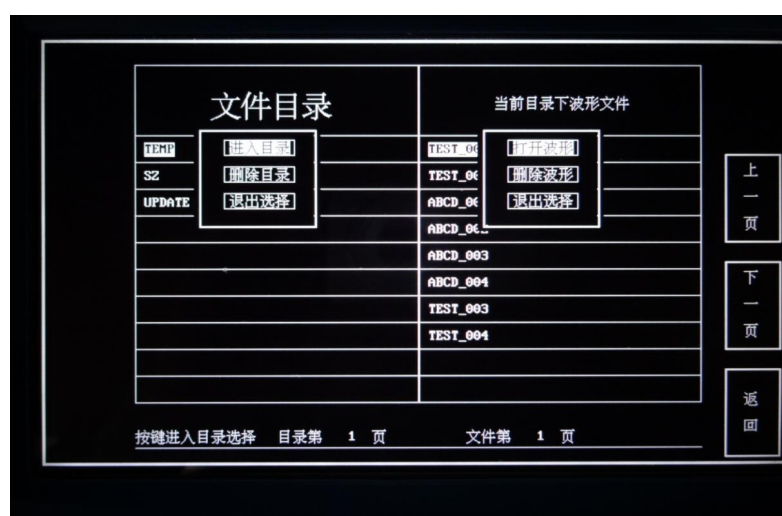 文件目录
当前目录下波形文件
TEMP
进入目录
SZ
删除目录
UPDATE
退出选择
TEST_00
打开波形
TEST_00
删除波形
ABCD_00
退出选择
ABCD_003
ABCD_004
TEST_003
TEST_004
上一页
下一页
返回
按键进入目录选择 目录第 1 页 文件第 1 页